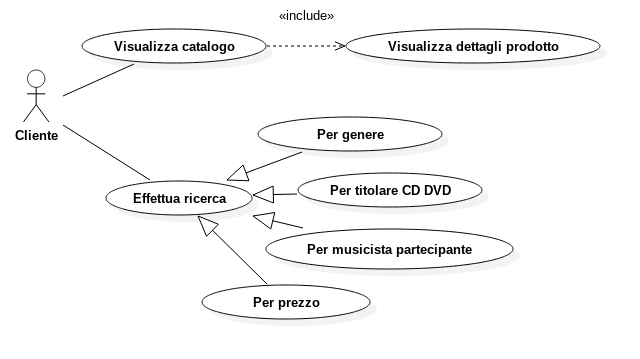 «include»
Visualizza catalogo
Visualizza dettagli prodotto
Cliente
Per genere
Per titolare CD DVD
Effettua ricerca
Per musicista partecipante
Per prezzo